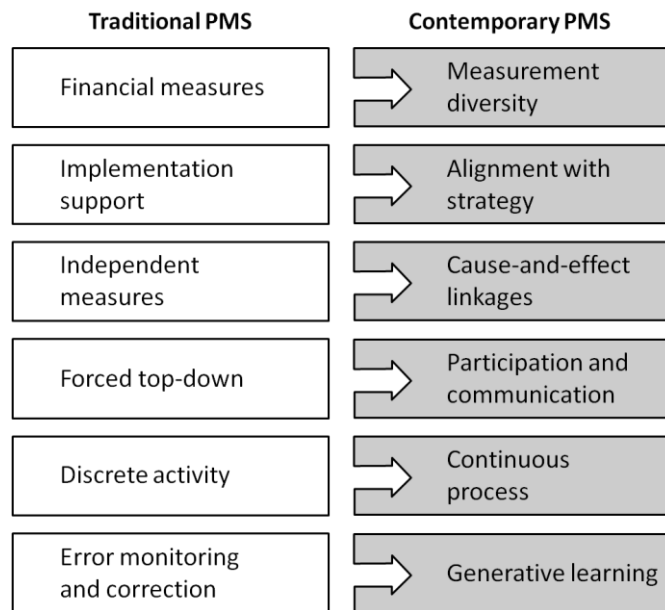 Traditional PMS
Contemporary PMS
Financial measures
Measurement
diversity
Implementation
support
Alignment with
strategy
Independent
measures
Cause-and-effect
linkages
Forced top-down
Participation and
communication
Discrete activity
Continuous
process
Error monitoring
and correction
Generative learning